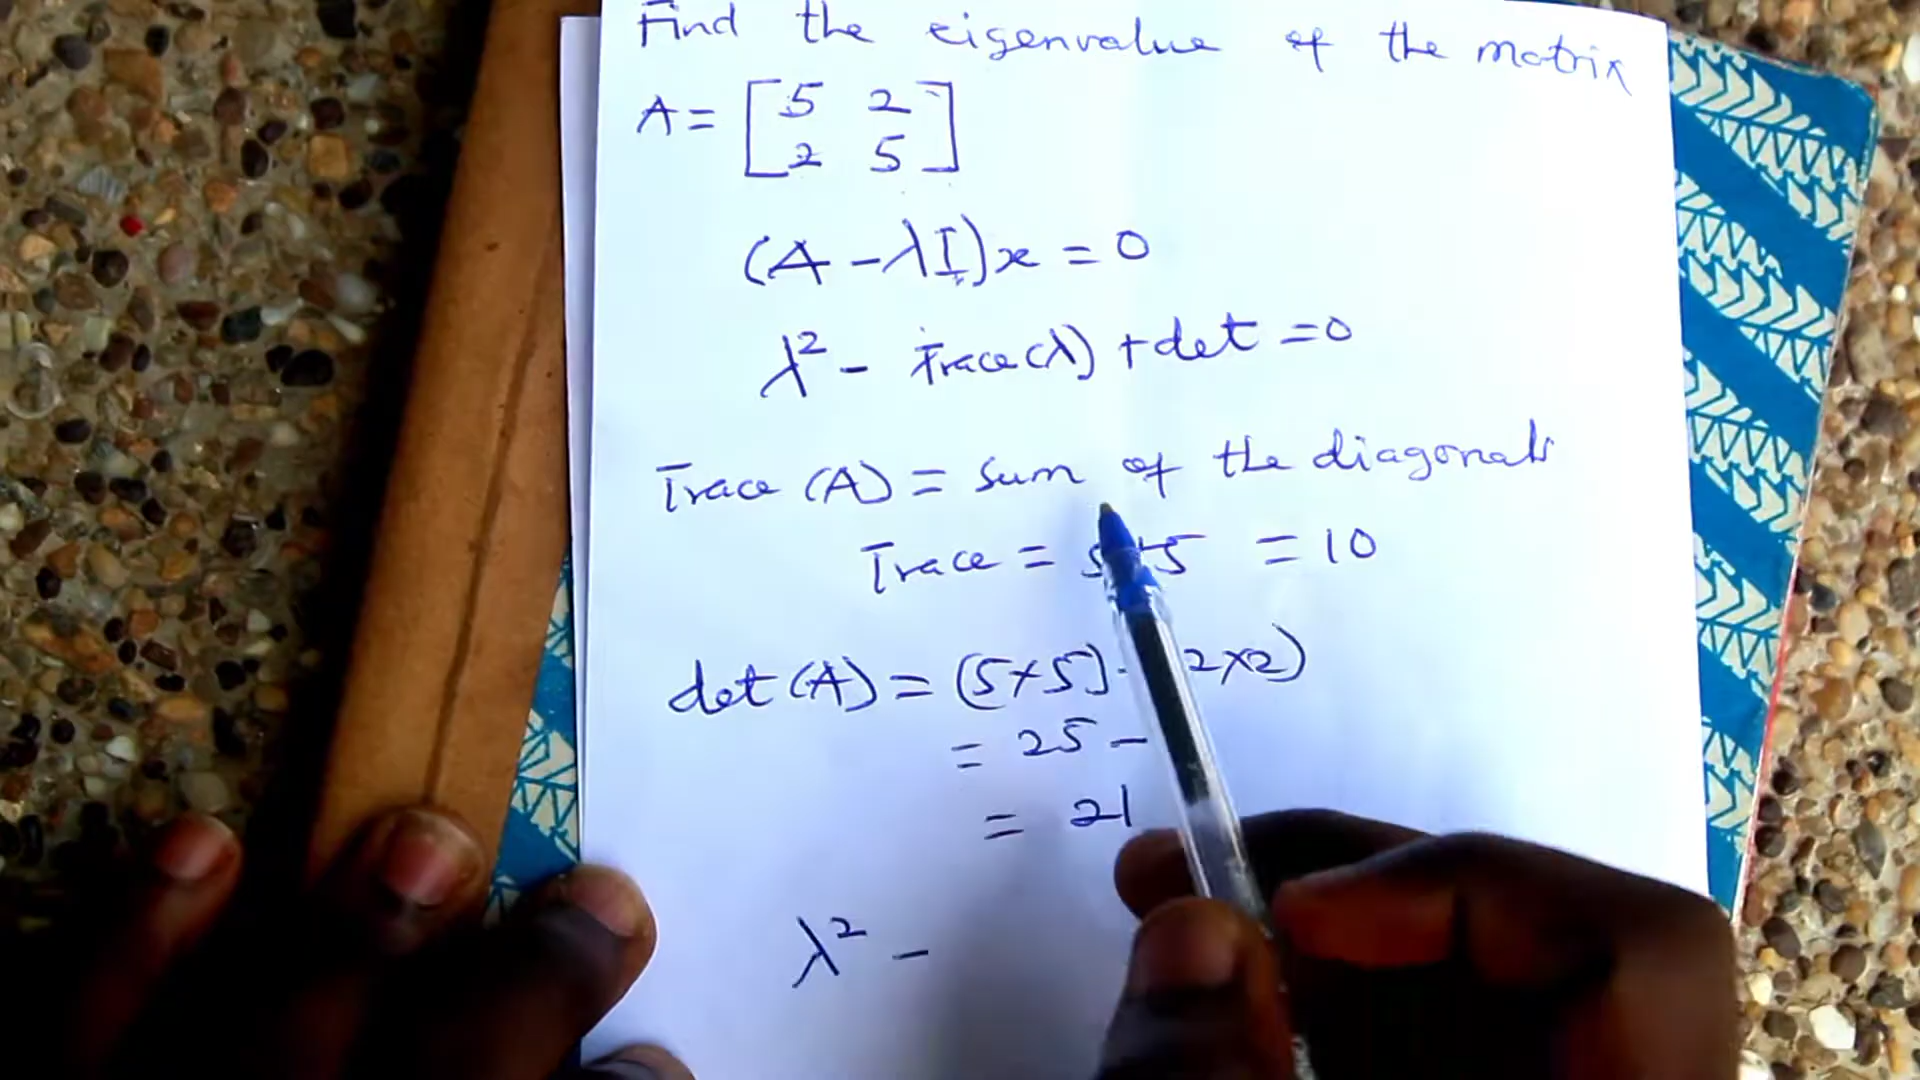 Find the eigenvalue of the matrix
A = [5 2
2 5]
(A - λI)x = 0
λ² - Trace(λ) + det = 0
Trace (A) = sum of the diagonals
Trace = 5+5 = 10
det(A) = (5×5) - 2×2)
= 25 -
= 21
λ² -